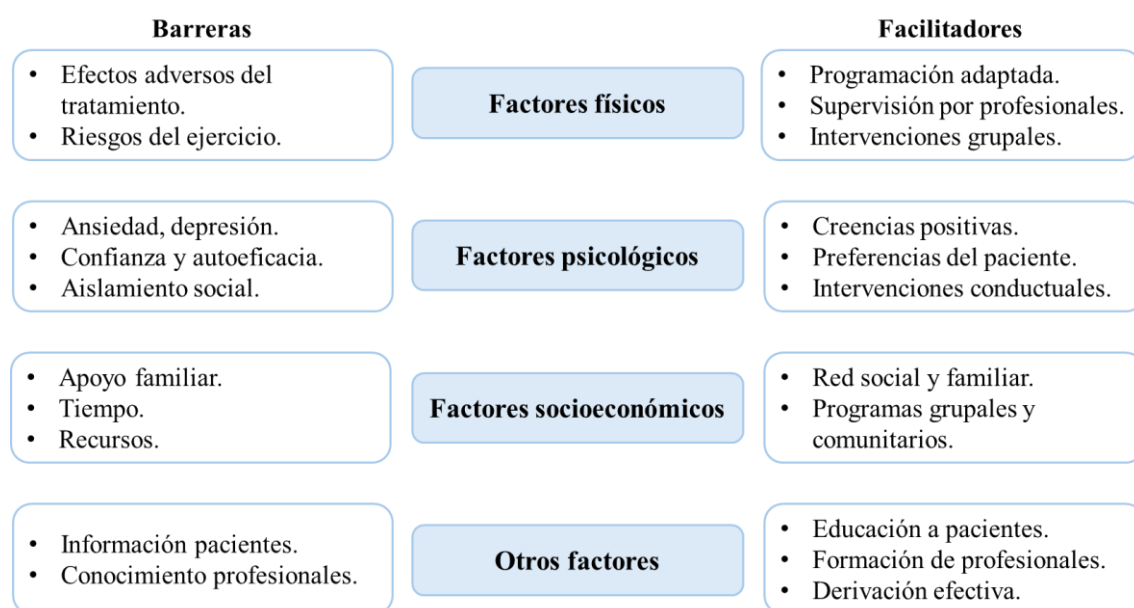 Barreras
Facilitadores
• Efectos adversos del
tratamiento.
• Riesgos del ejercicio.
Factores físicos
• Programación adaptada.
• Supervisión por profesionales.
• Intervenciones grupales.
• Ansiedad, depresión.
• Confianza y autoeficacia.
• Aislamiento social.
Factores psicológicos
• Creencias positivas.
• Preferencias del paciente.
• Intervenciones conductuales.
• Apoyo familiar.
• Tiempo.
• Recursos.
Factores socioeconómicos
• Red social y familiar.
• Programas grupales y
comunitarios.
• Información pacientes.
• Conocimiento profesionales.
Otros factores
• Educación a pacientes.
• Formación de profesionales.
• Derivación efectiva.